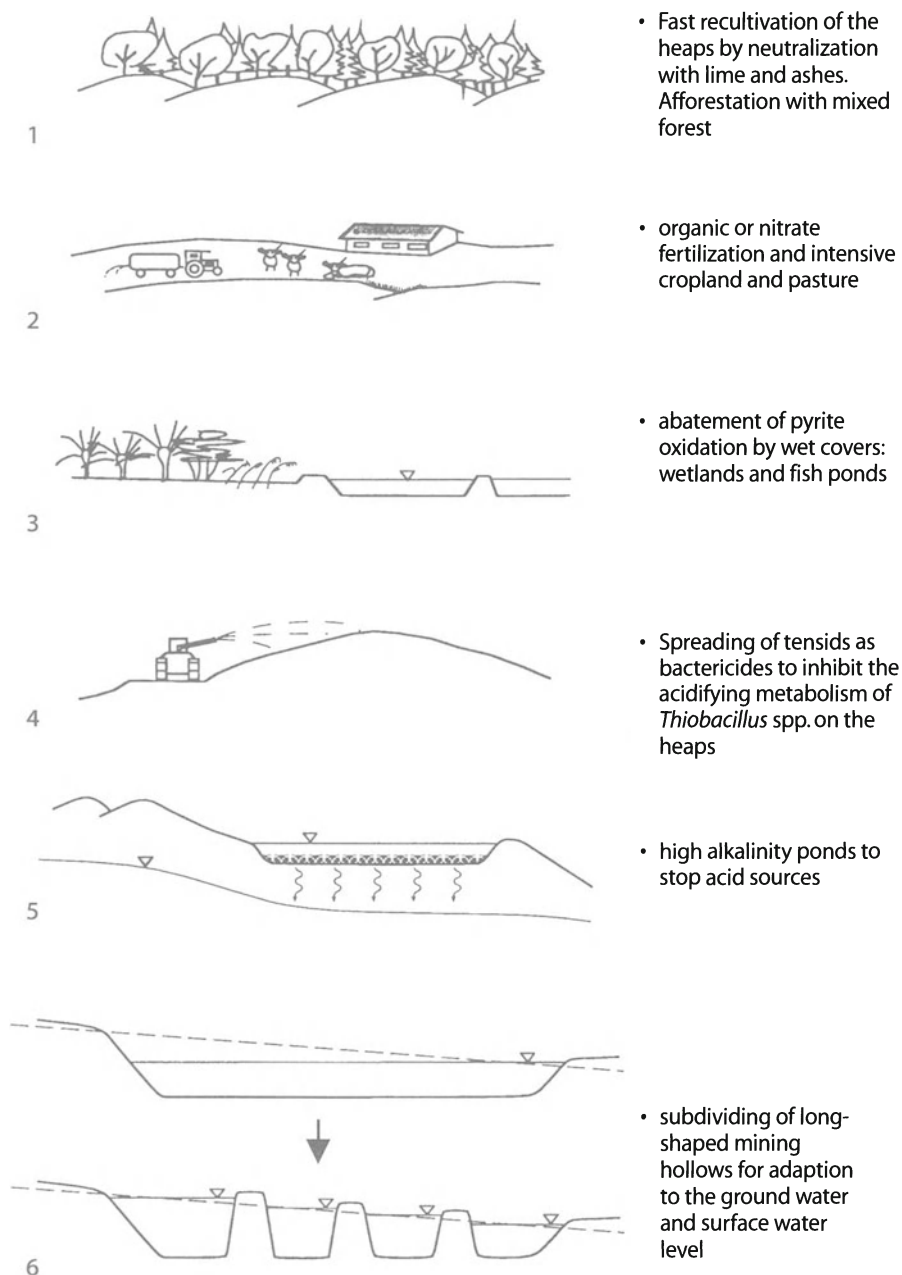 • Fast recultivation of the
heaps by neutralization
with lime and ashes.
Afforestation with mixed
forest
1
• organic or nitrate
fertilization and intensive
cropland and pasture
2
• abatement of pyrite
oxidation by wet covers:
wetlands and fish ponds
3
• Spreading of tensids as
bactericides to inhibit the
acidifying metabolism of
Thiobacillus spp. on the
heaps
4
• high alkalinity ponds to
stop acid sources
5
• subdividing of long-
shaped mining
hollows for adaption
to the ground water
and surface water
level
6